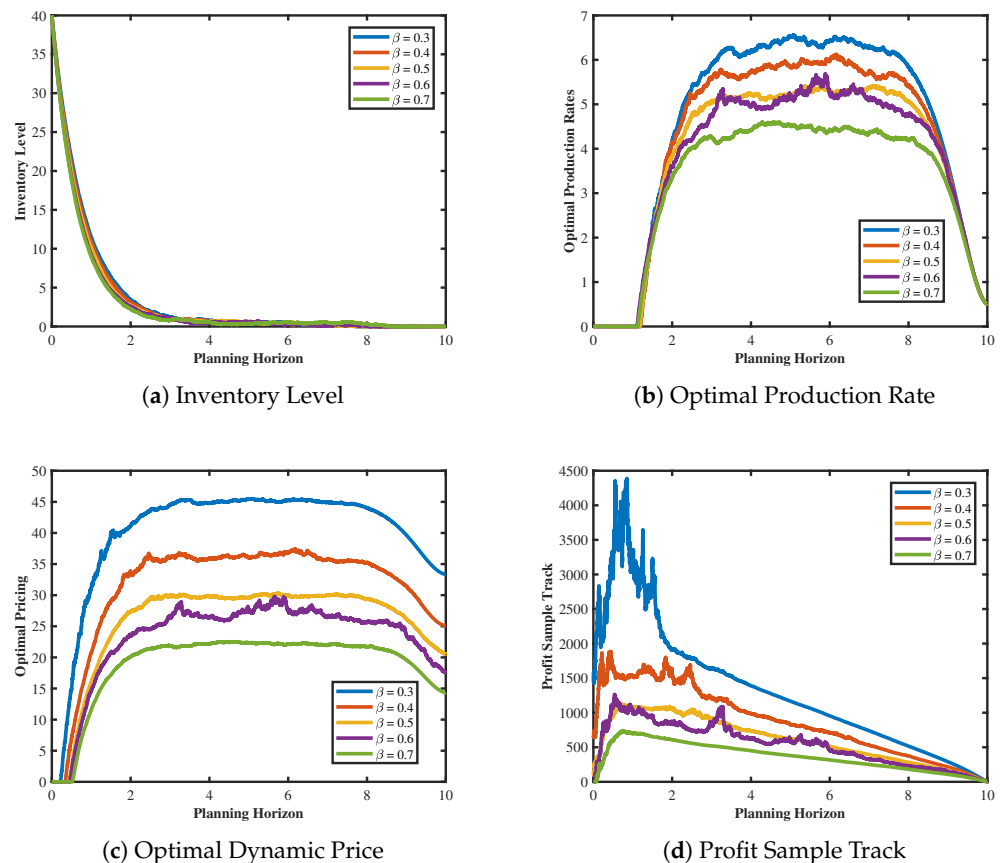 40
35
30
25
20
15
10
5
0
Inventory Level
0 2 4 6 8 10
Planning Horizon
β = 0.3
β = 0.4
β = 0.5
β = 0.6
β = 0.7
(a) Inventory Level
7
6
5
4
3
2
1
0
Optimal Production Rates
0 2 4 6 8 10
Planning Horizon
β = 0.3
β = 0.4
β = 0.5
β = 0.6
β = 0.7
(b) Optimal Production Rate
50
45
40
35
30
25
20
15
10
5
0
Optimal Pricing
0 2 4 6 8 10
Planning Horizon
β = 0.3
β = 0.4
β = 0.5
β = 0.6
β = 0.7
(c) Optimal Dynamic Price
4500
4000
3500
3000
2500
2000
1500
1000
500
0
Profit Sample Track
0 2 4 6 8 10
Planning Horizon
β = 0.3
β = 0.4
β = 0.5
β = 0.6
β = 0.7
(d) Profit Sample Track